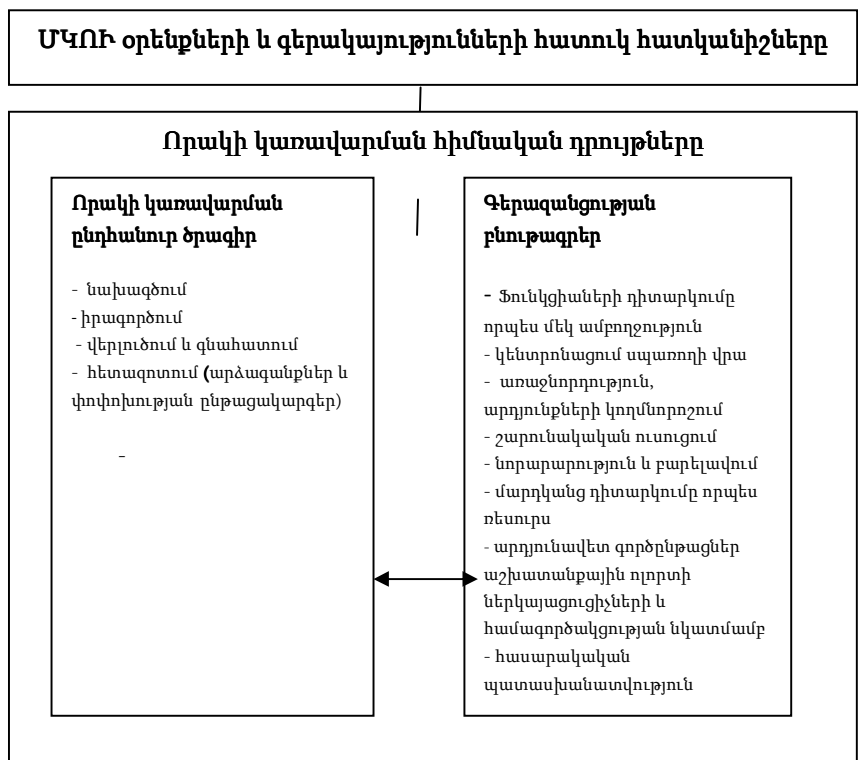 ՄԿՈՒ օրենքների և գերակայությունների հատուկ հատկանիշները
Որակի կառավարման հիմնական դրույթները
Որակի կառավարման
ընդհանուր ծրագիր
- նախագծում
- իրագործում
- վերլուծում և գնահատում
- հետազոտում (արձագանքներ և
փոփոխության ընթացակարգեր)
-
Գերազանցության
բնութագրեր
- Ֆունկցիաների դիտարկումը
որպես մեկ ամբողջություն
- կենտրոնացում սպառողի վրա
- առաջնորդություն,
արդյունքների կողմնորոշում
- շարունակական ուսուցում
- նորարարություն և բարելավում
- մարդկանց դիտարկումը որպես
ռեսուրս
- արդյունավետ գործընթացներ
աշխատանքային ոլորտի
ներկայացուցիչների և
համագործակցության նկատմամբ
- հասարակական
պատասխանատվություն